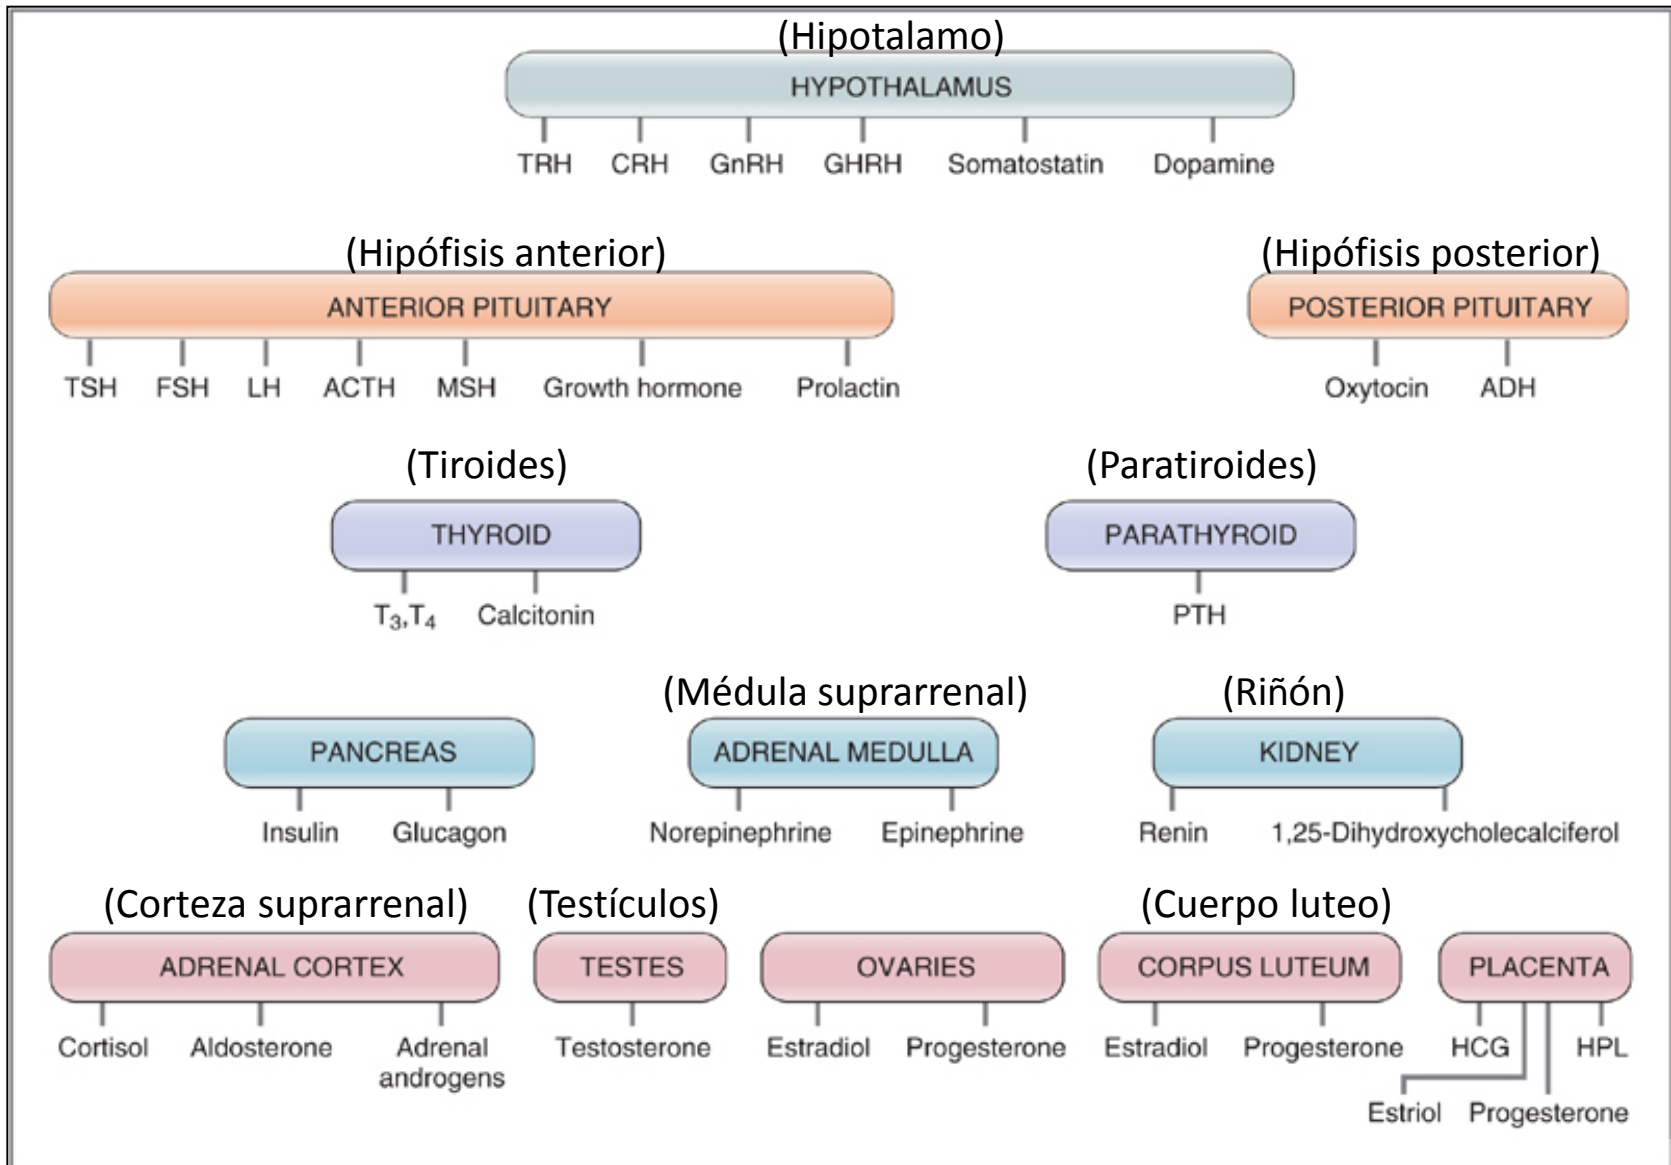 (Hipotalamo)
HYPOTHALAMUS
TRH CRH GnRH GHRH Somatostatin Dopamine
(Hipófisis anterior) (Hipófisis posterior)
ANTERIOR PITUITARY POSTERIOR PITUITARY
TSH FSH LH ACTH MSH Growth hormone Prolactin Oxytocin ADH
(Tiroides) (Paratiroides)
THYROID PARATHYROID
T3,T4 Calcitonin PTH
(Médula suprarrenal) (Riñón)
PANCREAS ADRENAL MEDULLA KIDNEY
Insulin Glucagon Norepinephrine Epinephrine Renin 1,25-Dihydroxycholecalciferol
(Corteza suprarrenal) (Testículos) (Cuerpo luteo)
ADRENAL CORTEX TESTES OVARIES CORPUS LUTEUM PLACENTA
Cortisol Aldosterone Adrenal Testosterone Estradiol Progesterone Estradiol Progesterone HCG HPL
androgens
Estriol Progesterone